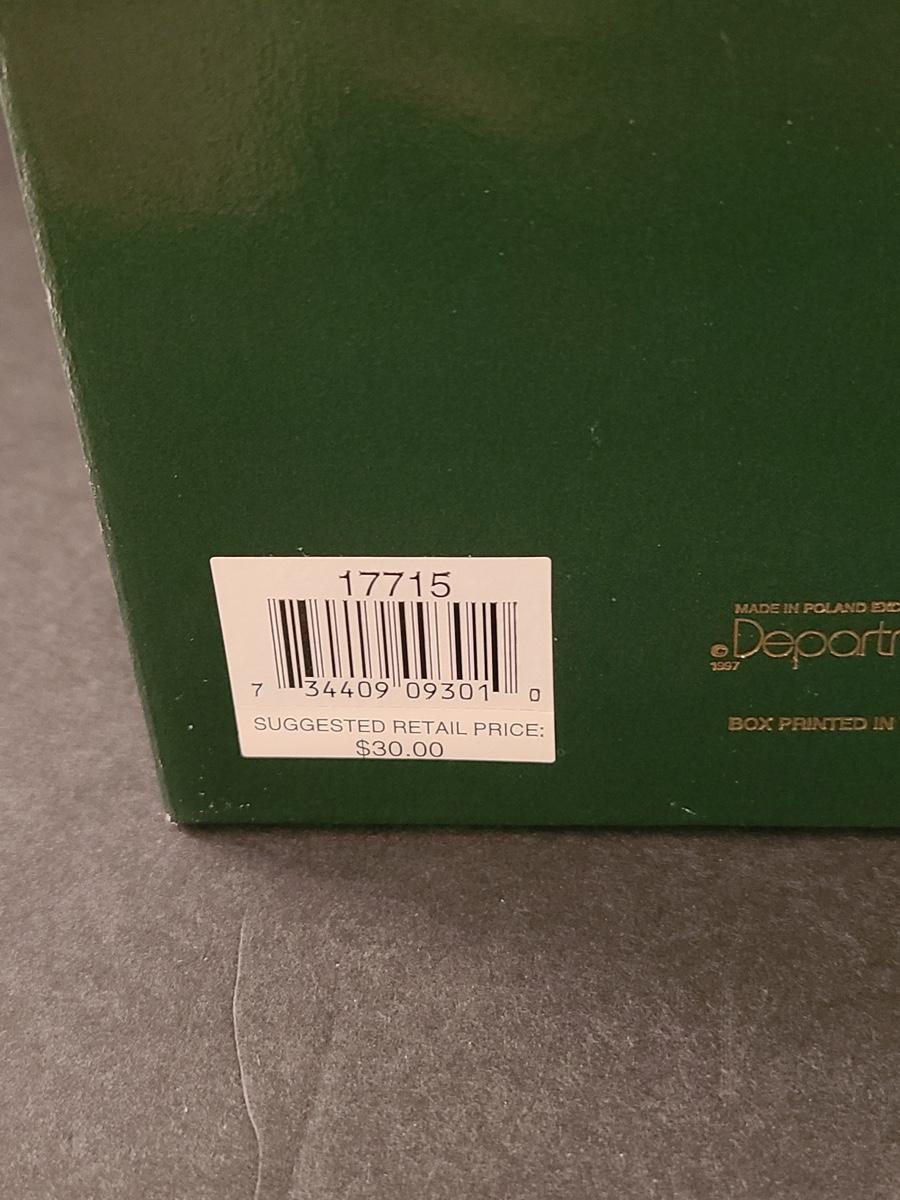 17715
7 34409 09301 0
SUGGESTED RETAIL PRICE:
$30.00
MADE IN POLAND
©
1997
BOX PRINTED IN